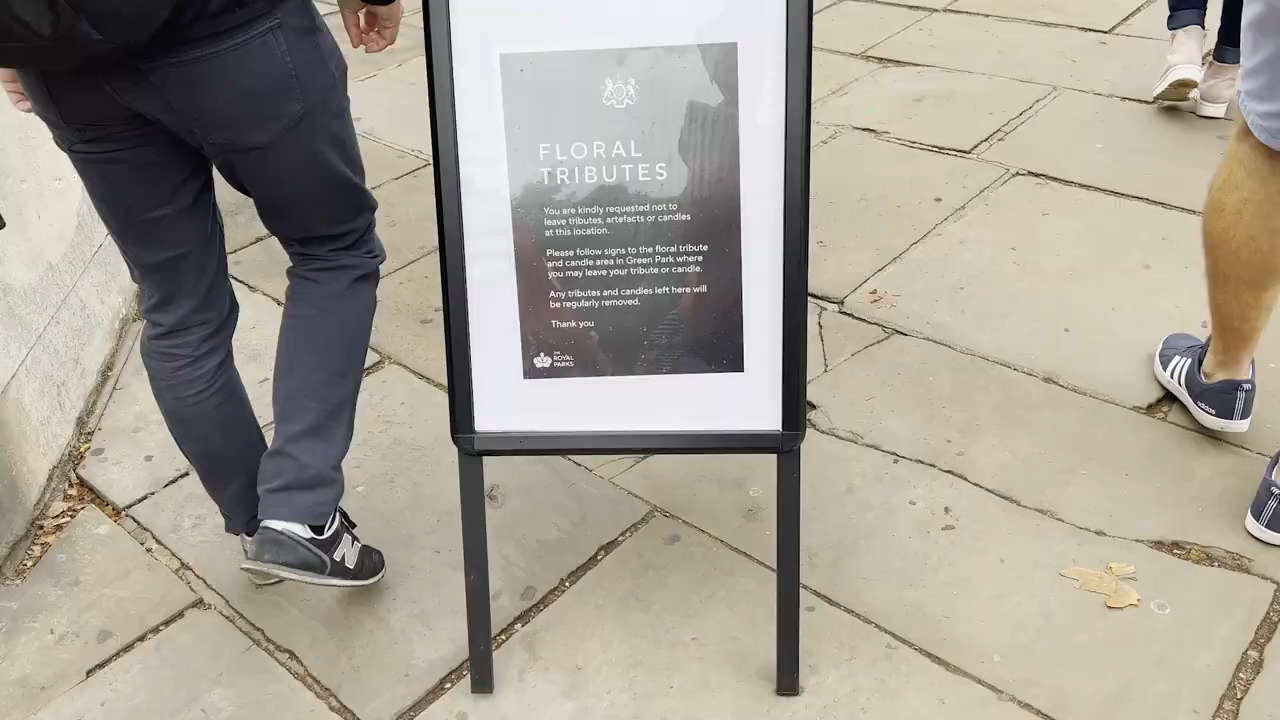 FLORAL
TRIBUTES
You are kindly requested not to
leave tributes, artefacts or candles
at this location.
Please follow signs to the floral tribute
and candle area in Green Park where
you may leave your tribute or candle.
Any tributes and candles left here will
be regularly removed.
Thank you
THE
ROYAL
PARKS
N
adidas